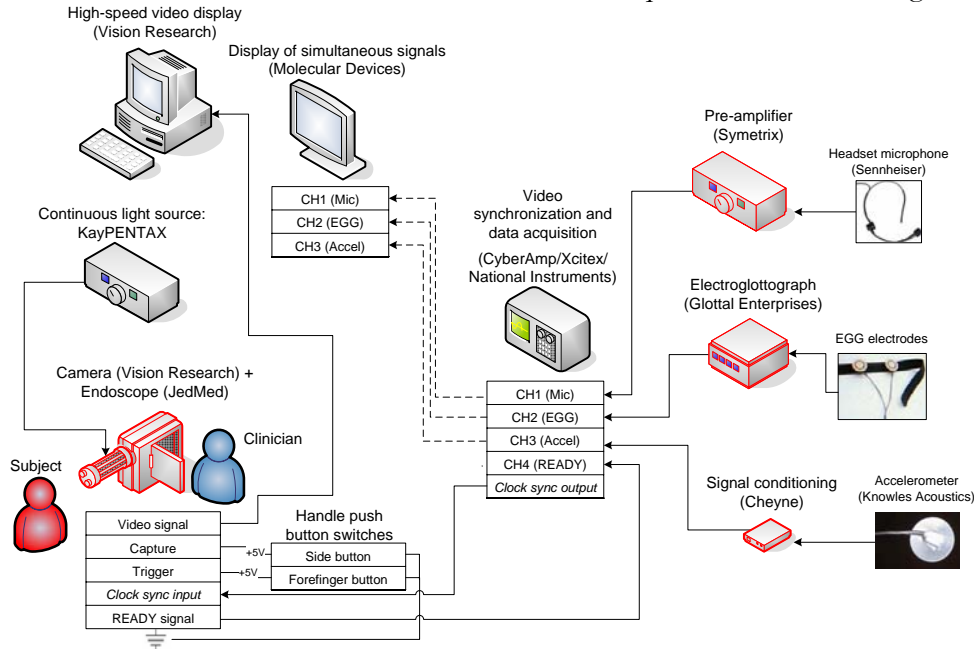 High-speed video display
(Vision Research)
Display of simultaneous signals
(Molecular Devices)
CH1 (Mic)
CH2 (EGG)
CH3 (Accel)
Continuous light source:
KayPENTAX
Camera (Vision Research) +
Endoscope (JedMed)
Clinician
Subject
Video signal
Capture
Trigger
Clock sync input
READY signal
+5V
+5V
Handle push
button switches
Side button
Forefinger button
Video
synchronization and
data acquisition
(CyberAmp/Xcitex/
National Instruments)
CH1 (Mic)
CH2 (EGG)
CH3 (Accel)
CH4 (READY)
Clock sync output
Pre-amplifier
(Symetrix)
Headset microphone
(Sennheiser)
Electroglottograph
(Glottal Enterprises)
EGG electrodes
Signal conditioning
(Cheyne)
Accelerometer
(Knowles Acoustics)